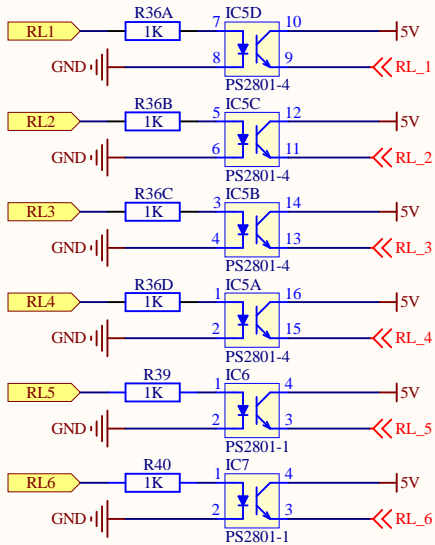 R36A IC5D
RL1 1K 7 10 5V
GND 8 9 RL_1
PS2801-4
R36B IC5C
RL2 1K 5 12 5V
GND 6 11 RL_2
PS2801-4
R36C IC5B
RL3 1K 3 14 5V
GND 4 13 RL_3
PS2801-4
R36D IC5A
RL4 1K 1 16 5V
GND 2 15 RL_4
PS2801-4
R39 IC6
RL5 1K 1 4 5V
GND 2 3 RL_5
PS2801-1
R40 IC7
RL6 1K 1 4 5V
GND 2 3 RL_6
PS2801-1